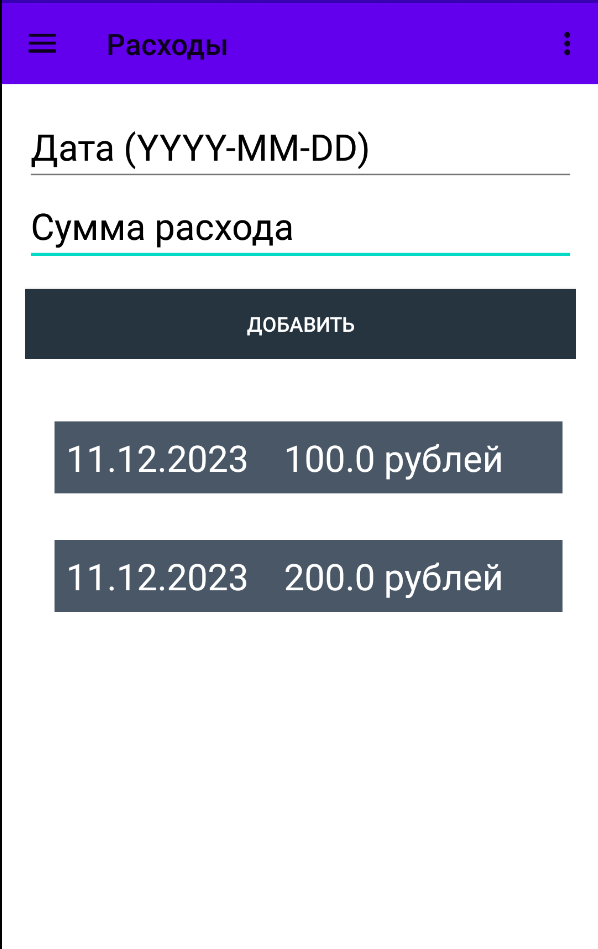 Расходы
Дата (YYYY-MM-DD)
Сумма расхода
ДОБАВИТЬ
11.12.2023 100.0 рублей
11.12.2023 200.0 рублей